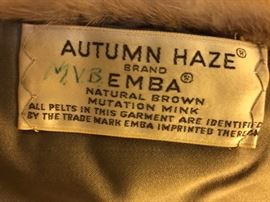 AUTUMN HAZE®
BRAND
MVB EMBA®
NATURAL BROWN
MUTATION MINK
ALL PELTS IN THIS GARMENT ARE IDENTIFIED
BY THE TRADE MARK EMBA IMPRINTED THEREON